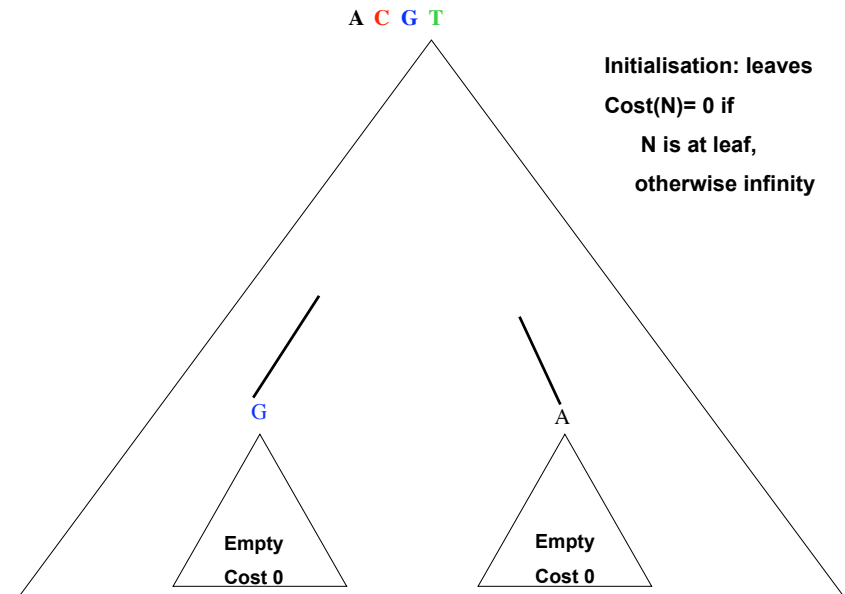 A C G T
Initialisation: leaves
Cost(N)= 0 if
N is at leaf,
otherwise infinity
G
A
Empty
Cost 0
Empty
Cost 0